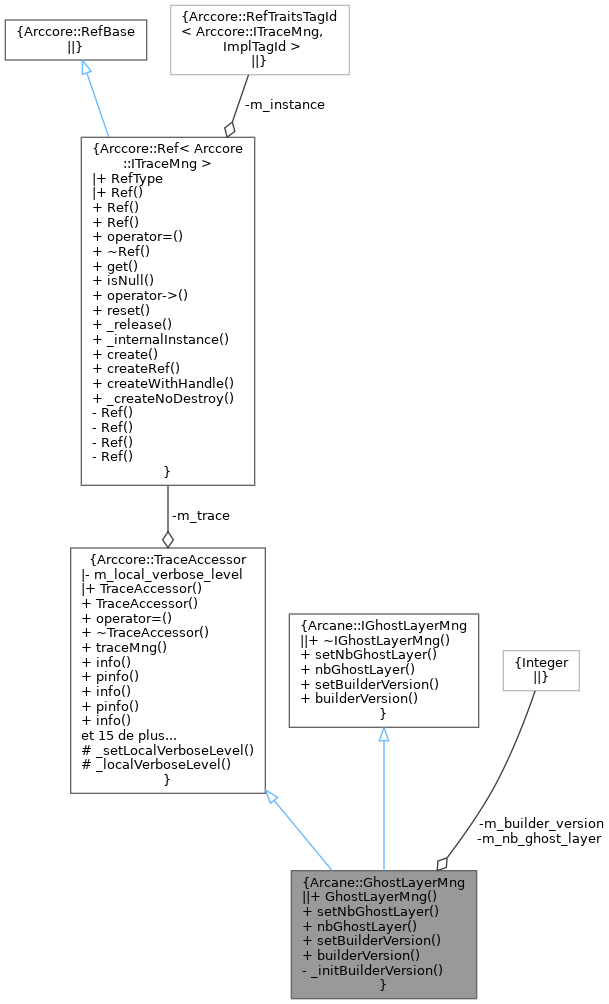 {Arccore::RefBase
||}
{Arccore::RefTraitsTagId
< Arccore::ITraceMng,
ImplTagId >
||}
-m_instance
{Arccore::Ref< Arccore
::ITraceMng >
|+ RefType
|+ Ref()
+ Ref()
+ Ref()
+ operator=()
+ ~Ref()
+ get()
+ isNull()
+ operator->()
+ reset()
+ _release()
+ _internalInstance()
+ create()
+ createRef()
+ createWithHandle()
+ _createNoDestroy()
- Ref()
- Ref()
- Ref()
- Ref()
}
-m_trace
{Arccore::TraceAccessor
|- m_local_verbose_level
|+ TraceAccessor()
+ TraceAccessor()
+ operator=()
+ ~TraceAccessor()
+ traceMng()
+ info()
+ pinfo()
+ info()
+ pinfo()
+ info()
et 15 de plus...
# _setLocalVerboseLevel()
# _localVerboseLevel()
}
{Arcane::IGhostLayerMng
||+ ~IGhostLayerMng()
+ setNbGhostLayer()
+ nbGhostLayer()
+ setBuilderVersion()
+ builderVersion()
}
{Integer
||}
-m_builder_version
-m_nb_ghost_layer
{Arcane::GhostLayerMng
||+ GhostLayerMng()
+ setNbGhostLayer()
+ nbGhostLayer()
+ setBuilderVersion()
+ builderVersion()
- _initBuilderVersion()
}